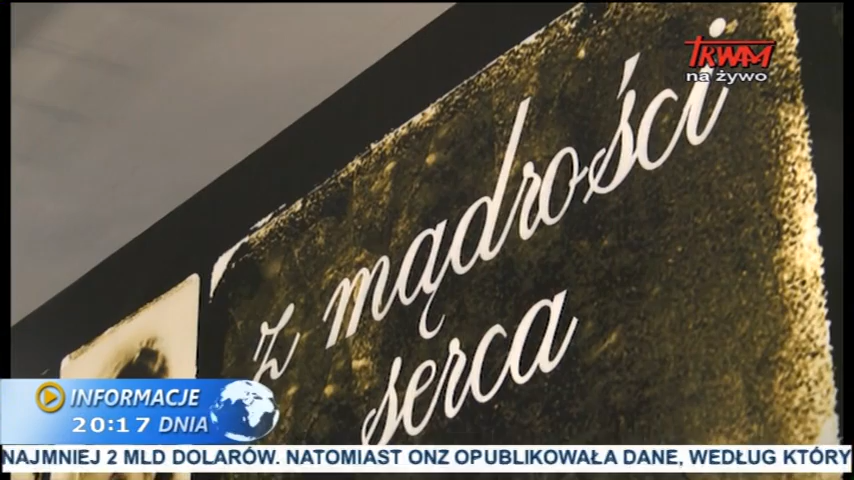 TRWAM
na żywo
z mądrości
serca
INFORMACJE
20:17 DNIA
NAJMNIEJ 2 MLD DOLARÓW. NATOMIAST ONZ OPUBLIKOWAŁA DANE, WEDŁUG KTÓRY